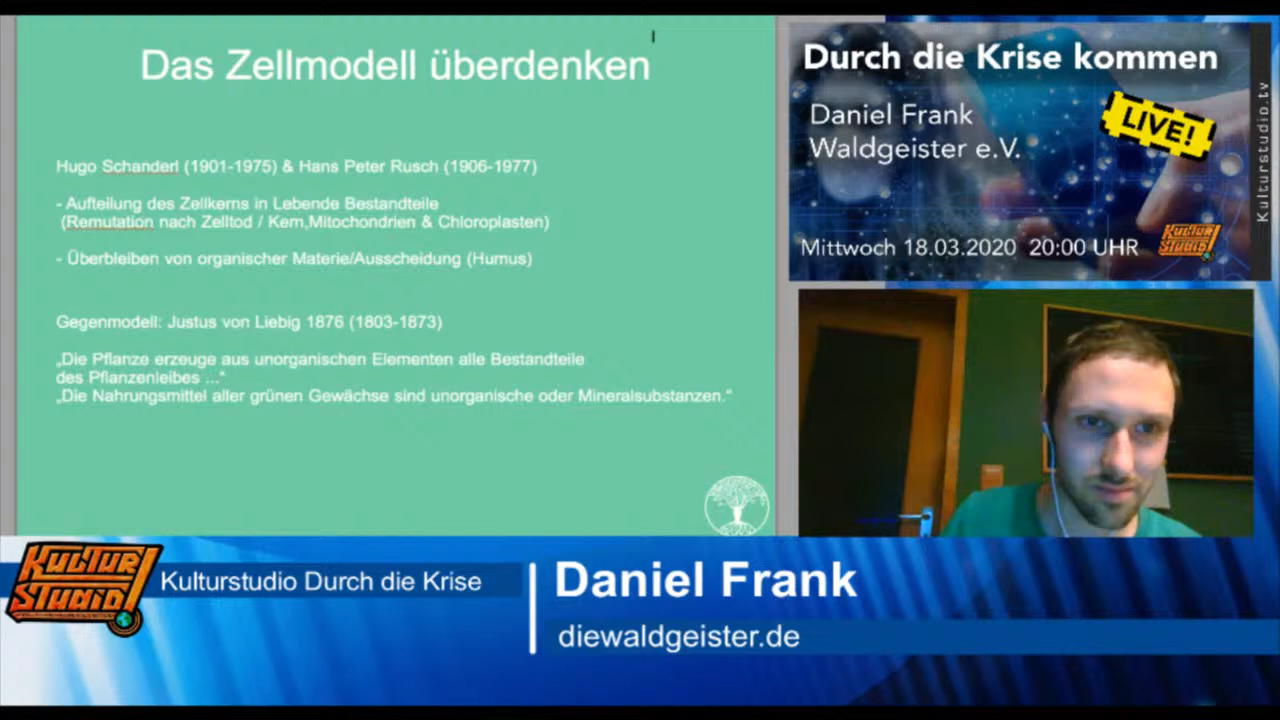 Das Zellmodell überdenken
Hugo Schanderl (1901-1975) & Hans Peter Rusch (1906-1977)
- Aufteilung des Zellkerns in Lebende Bestandteile
(Remutation nach Zelltod / Kern,Mitochondrien & Chloroplasten)
- Überbleiben von organischer Materie/Ausscheidung (Humus)
Gegenmodell: Justus von Liebig 1876 (1803-1873)
„Die Pflanze erzeuge aus unorganischen Elementen alle Bestandteile
des Pflanzenleibes ...“
„Die Nahrungsmittel aller grünen Gewächse sind unorganische oder Mineralsubstanzen.“
Durch die Krise kommen
Daniel Frank
Waldgeister e.V.
LIVE!
Mittwoch 18.03.2020 20:00 UHR
KULTUR
STUDIO!
Kulturstudio.tv
KULTUR
STUDIO!
Kulturstudio Durch die Krise
Daniel Frank
diewaldgeister.de